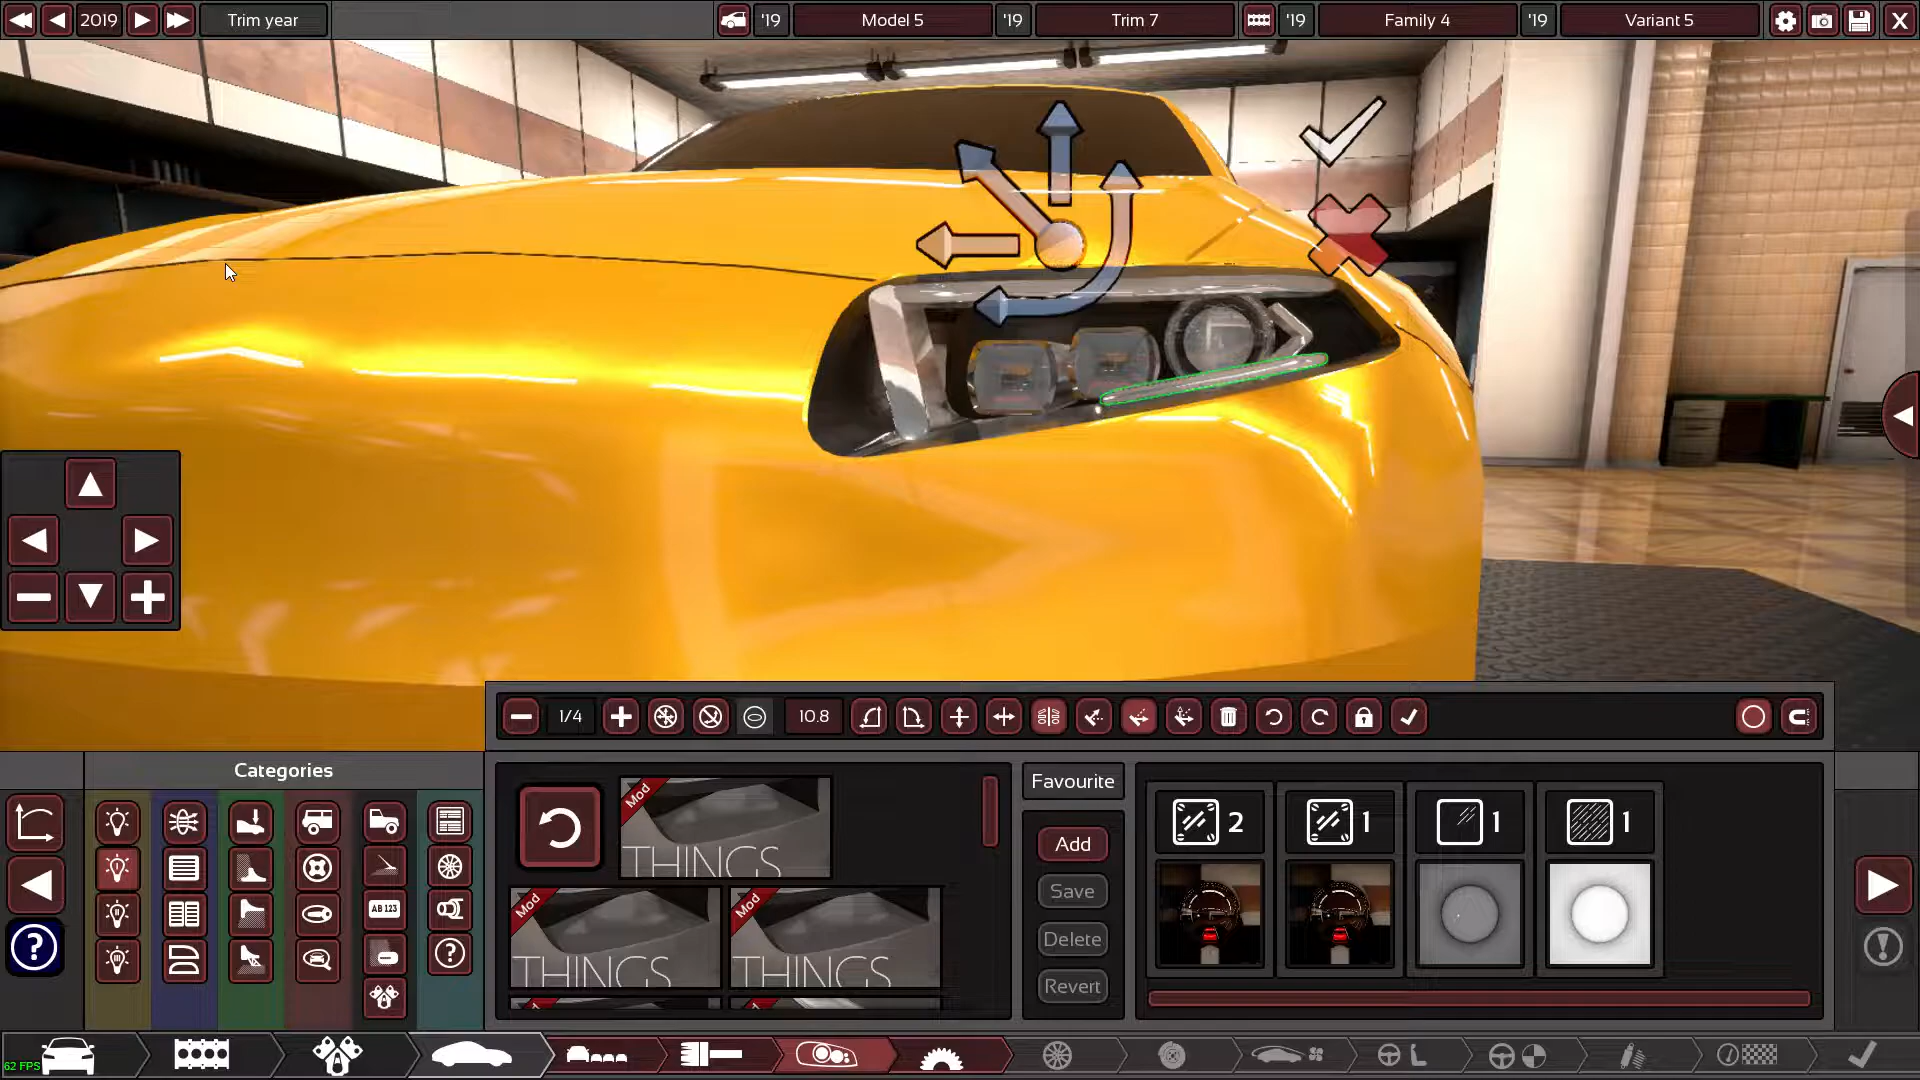 2019
Trim year
'19
Model 5
'19
Trim 7
'19
Family 4
'19
Variant 5
1/4
10.8
Categories
AB 123
Mod
THINGS
Mod
THINGS
Mod
THINGS
Favourite
Add
Save
Delete
Revert
2
1
1
1
62 FPS